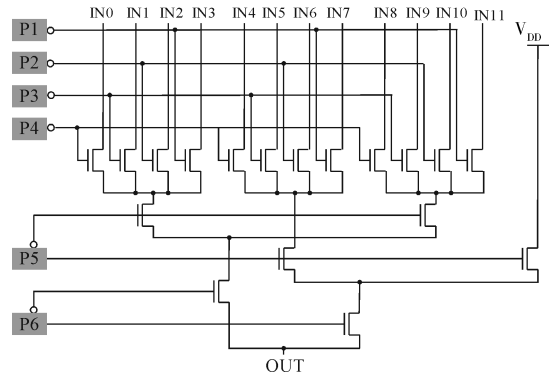 IN0 IN1 IN2 IN3 IN4 IN5 IN6 IN7 IN8 IN9 IN10 IN11
P1
V_DD
P2
P3
P4
P5
P6
OUT